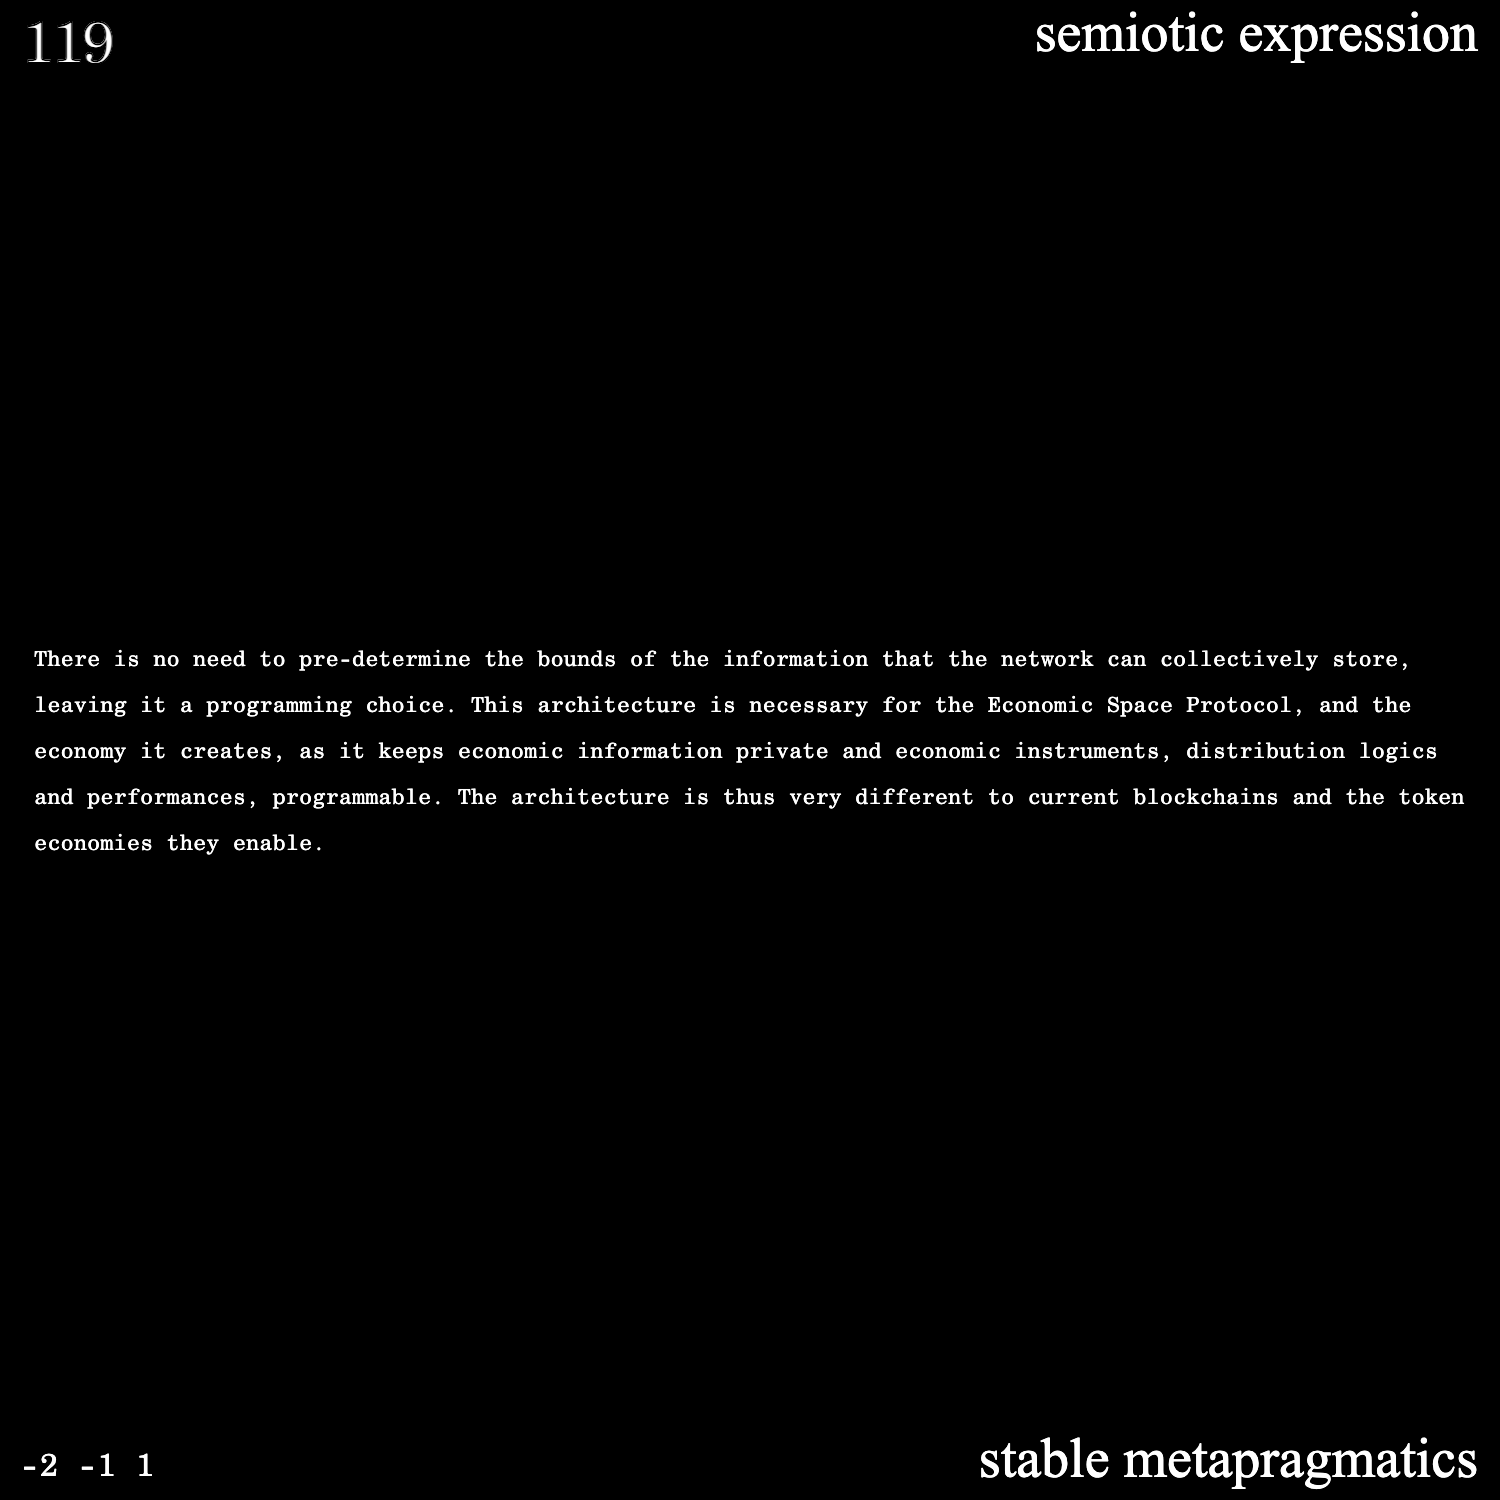 119
semiotic expression
There is no need to pre-determine the bounds of the information that the network can collectively store,
leaving it a programming choice. This architecture is necessary for the Economic Space Protocol, and the
economy it creates, as it keeps economic information private and economic instruments, distribution logics
and performances, programmable. The architecture is thus very different to current blockchains and the token
economies they enable.
-2 -1 1
stable metapragmatics